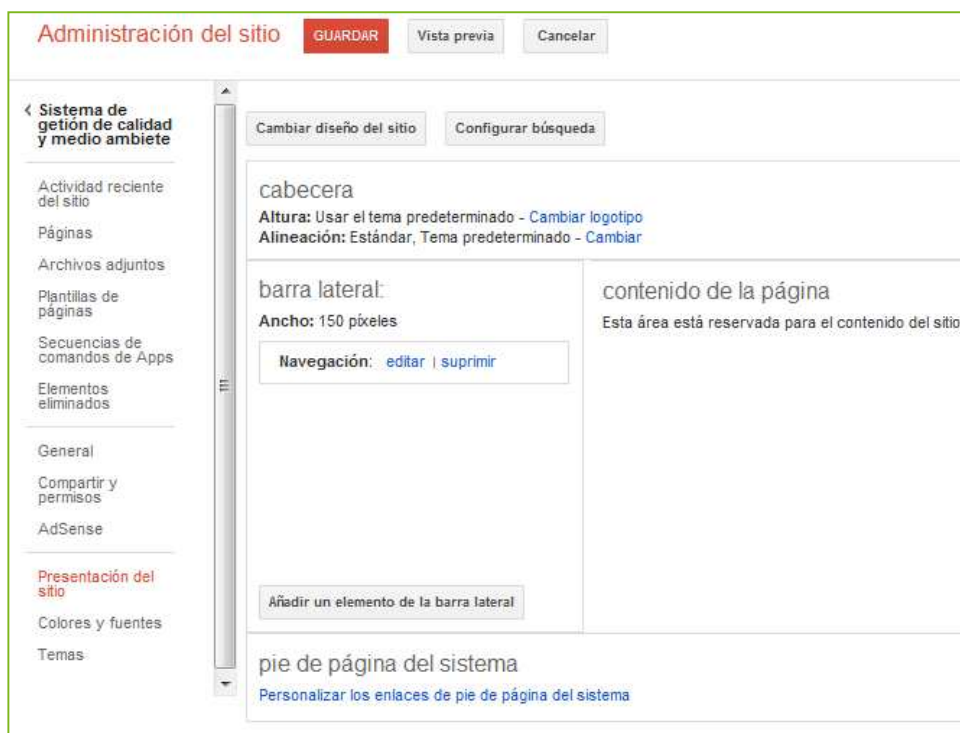 Administración del sitio GUARDAR Vista previa Cancelar
Sistema de
getión de calidad
y medio ambiete
Actividad reciente
del sitio
Páginas
Archivos adjuntos
Plantillas de
páginas
Secuencias de
comandos de Apps
Elementos
eliminados
General
Compartir y
permisos
AdSense
Presentación del
sitio
Colores y fuentes
Temas
Cambiar diseño del sitio Configurar búsqueda
cabecera
Altura: Usar el tema predeterminado - Cambiar logotipo
Alineación: Estándar, Tema predeterminado - Cambiar
barra lateral:
Ancho: 150 píxeles
Navegación: editar | suprimir
Añadir un elemento de la barra lateral
contenido de la página
Esta área está reservada para el contenido del sitio
pie de página del sistema
Personalizar los enlaces de pie de página del sistema